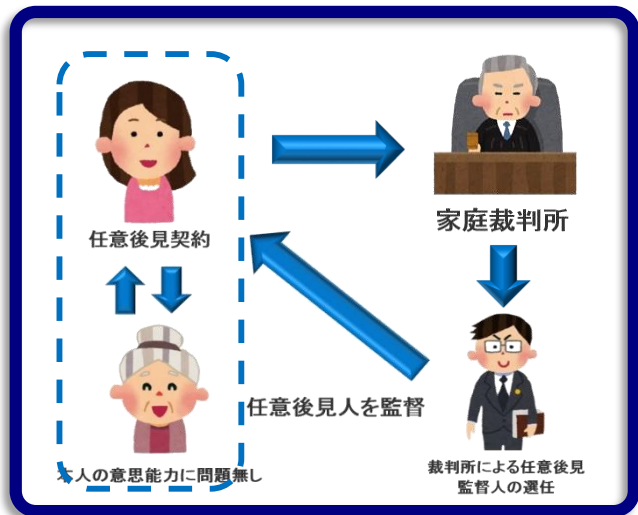 任意後見契約
家庭裁判所
任意後見人を監督
本人の意思能力に問題無し
裁判所による任意後見
監督人の選任